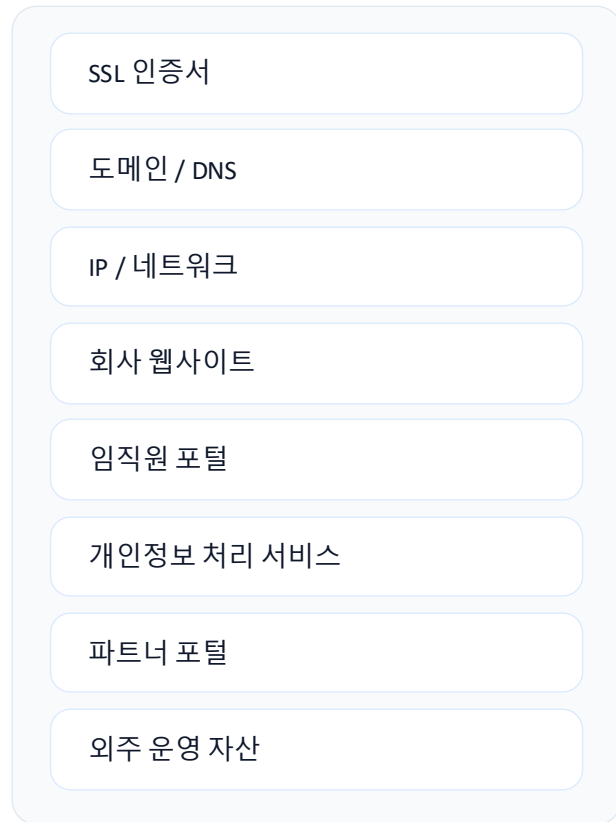 SSL 인증서
도메인 / DNS
IP / 네트워크
회사 웹사이트
임직원 포털
개인정보 처리 서비스
파트너 포털
외주 운영 자산